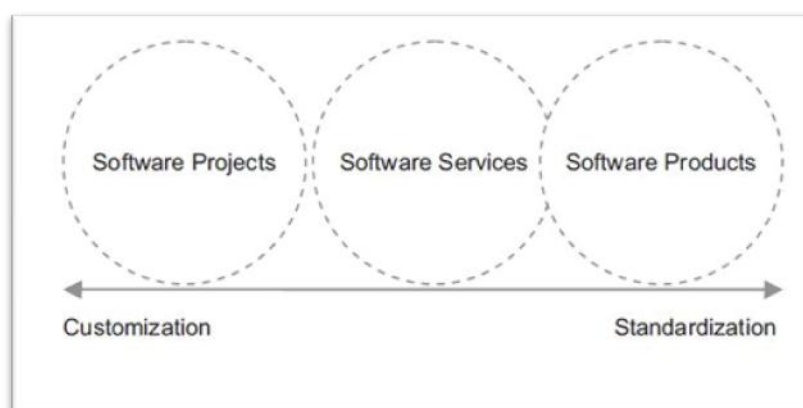 Software Projects
Software Services
Software Products
Customization
Standardization